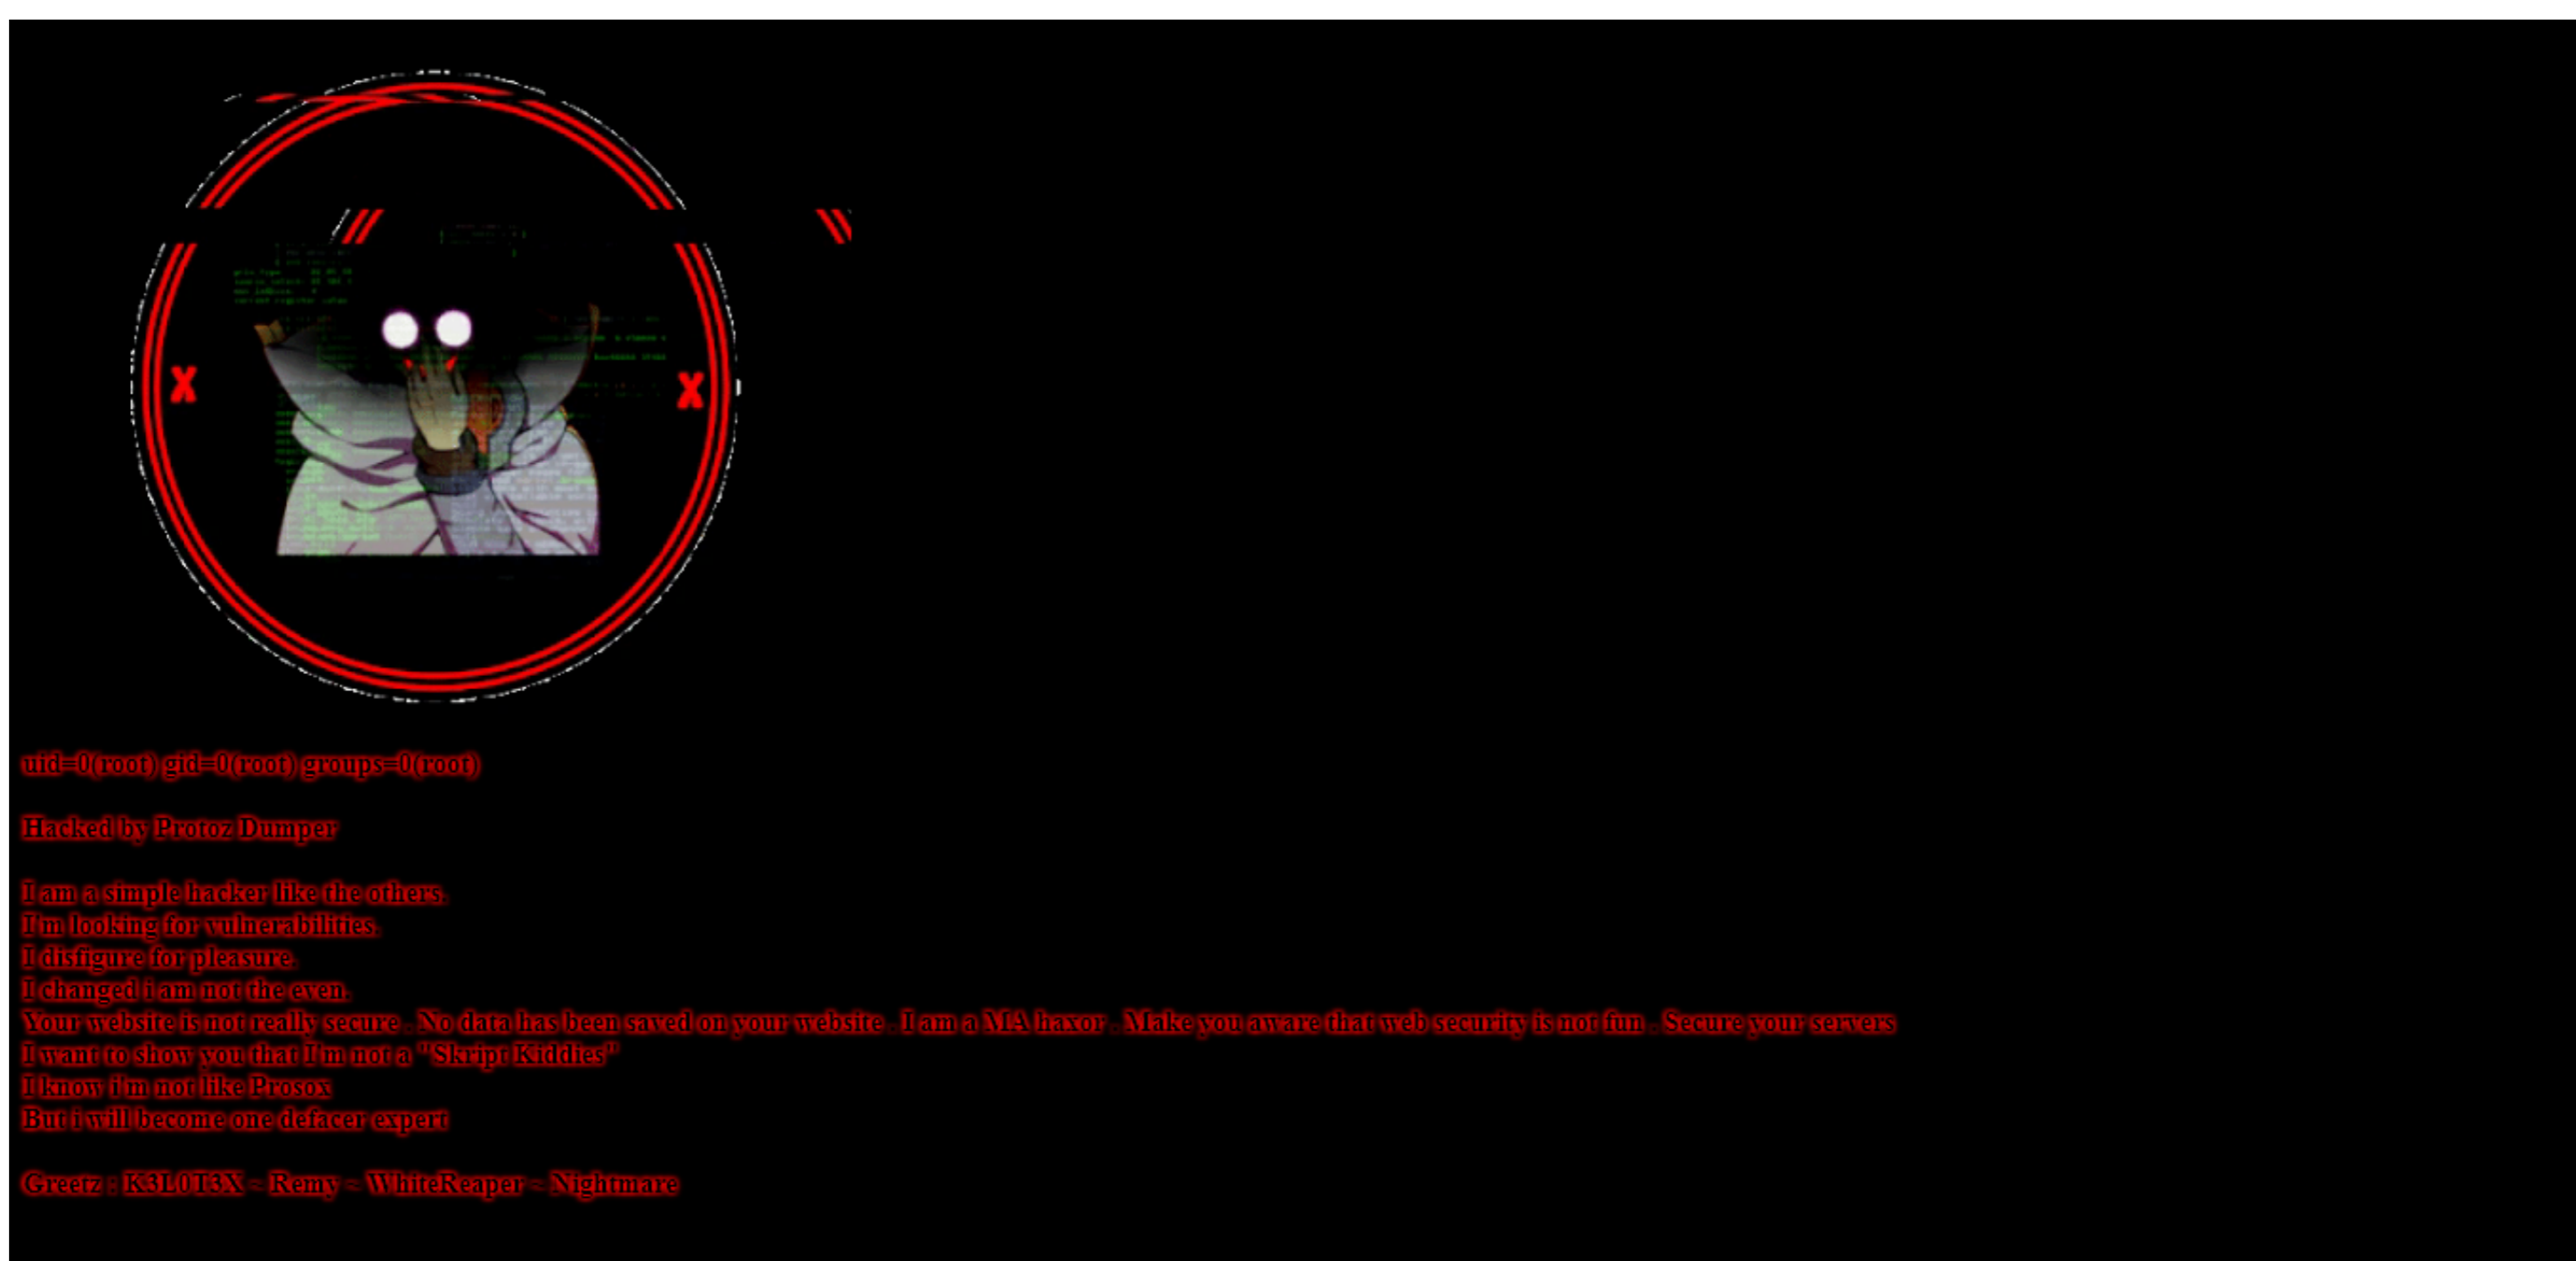 X X
uid=0(root) gid=0(root) groups=0(root)
Hacked by Protoz Dumper
I am a simple hacker like the others.
I'm looking for vulnerabilities.
I disfigure for pleasure.
I changed i am not the even.
Your website is not really secure . No data has been saved on your website . I am a MA haxor . Make you aware that web security is not fun . Secure your servers
I want to show you that I'm not a "Skript Kiddies"
I know i'm not like Prosox
But i will become one defacer expert
Greetz : K3L0T3X ~ Remy ~ WhiteReaper ~ Nightmare